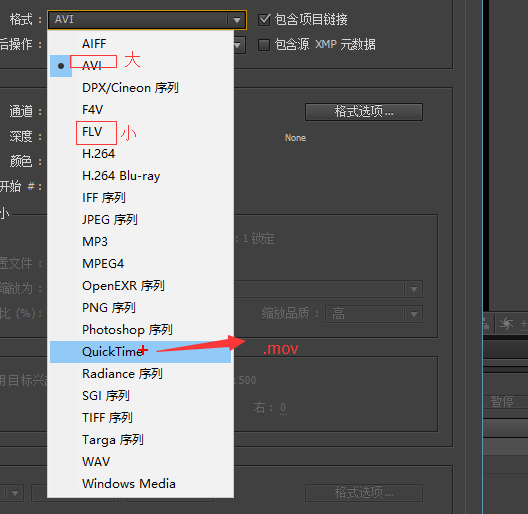 格式： AVI 包含项目链接
后操作： 包含源 XMP 元数据
AIFF
AVI 大
DPX/Cineon 序列
通道： F4V 格式选项...
深度： FLV 小 None
颜色： H.264
H.264 Blu-ray
开始 #： IFF 序列
小 JPEG 序列
MP3 : 1 锁定
置文件： MPEG4
缩放为： OpenEXR 序列
比 (%)： PNG 序列 缩放品质： 高
Photoshop 序列
QuickTime .mov
用目标兴 Radiance 序列 :500
SGI 序列 右： 0 暂停
TIFF 序列
Targa 序列
WAV
Windows Media 格式选项...